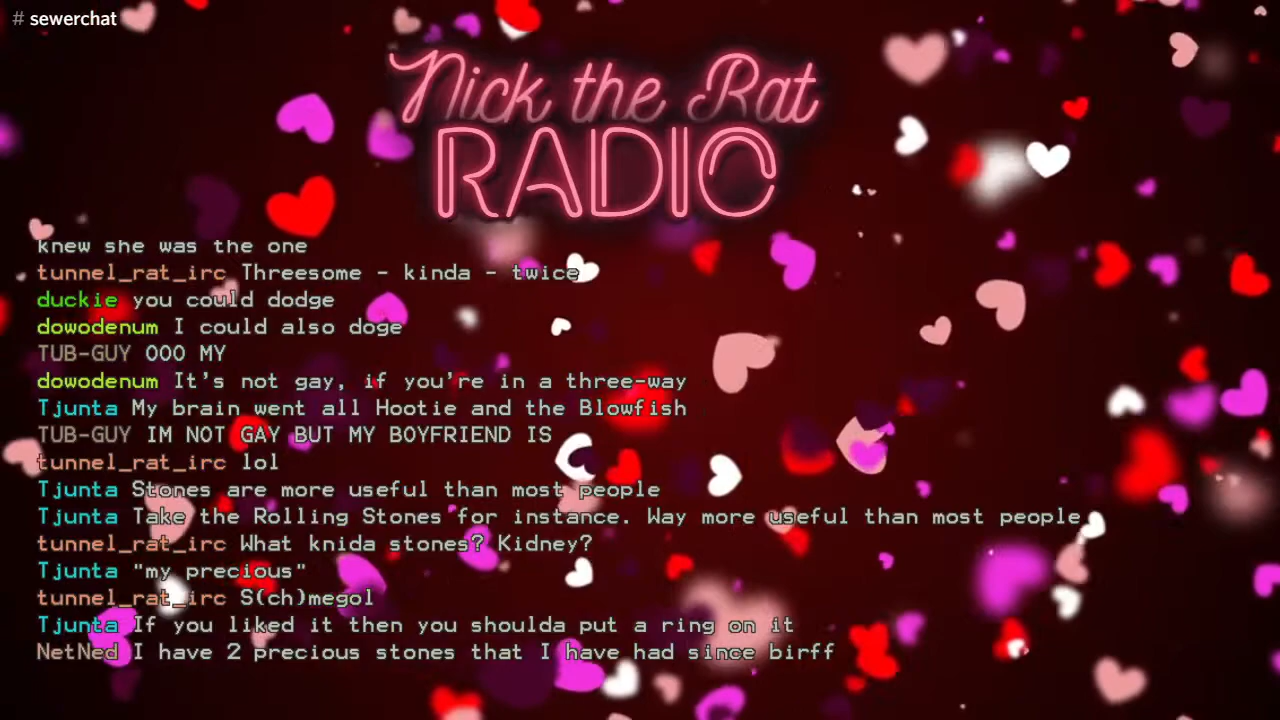 # sewerchat
Nick the Rat
RADIO
knew she was the one
tunnel_rat_irc Threesome - kinda - twice
duckie you could dodge
dowodenum I could also doge
TUB-GUY OOO MY
dowodenum It's not gay, if you're in a three-way
Tjunta My brain went all Hootie and the Blowfish
TUB-GUY IM NOT GAY BUT MY BOYFRIEND IS
tunnel_rat_irc lol
Tjunta Stones are more useful than most people
Tjunta Take the Rolling Stones for instance. Way more useful than most people
tunnel_rat_irc What knida stones? Kidney?
Tjunta "my precious"
tunnel_rat_irc S(ch)megol
Tjunta If you liked it then you shoulda put a ring on it
NetNed I have 2 precious stones that I have had since birff